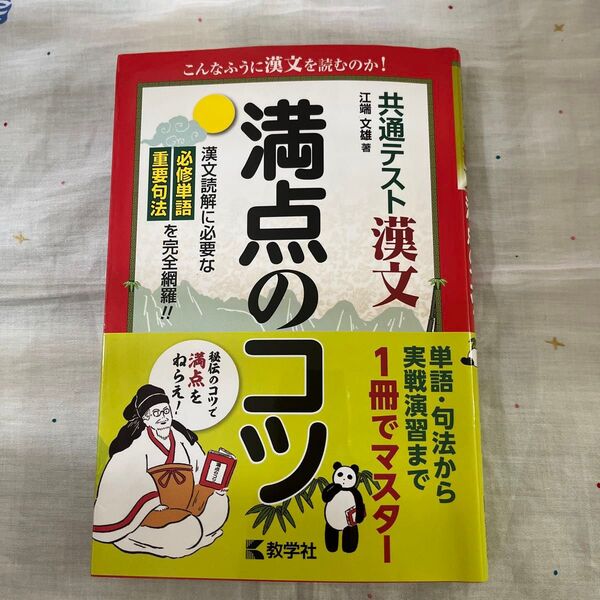 こんなふうに漢文を読むのか!
共通テスト漢文
江端 文雄 著
満点のコツ
漢文読解に必要な
必修単語
重要句法
を完全網羅!!
単語・句法から
実戦演習まで
1冊でマスター
秘伝のコツで
満点を
ねらえ!
教学社